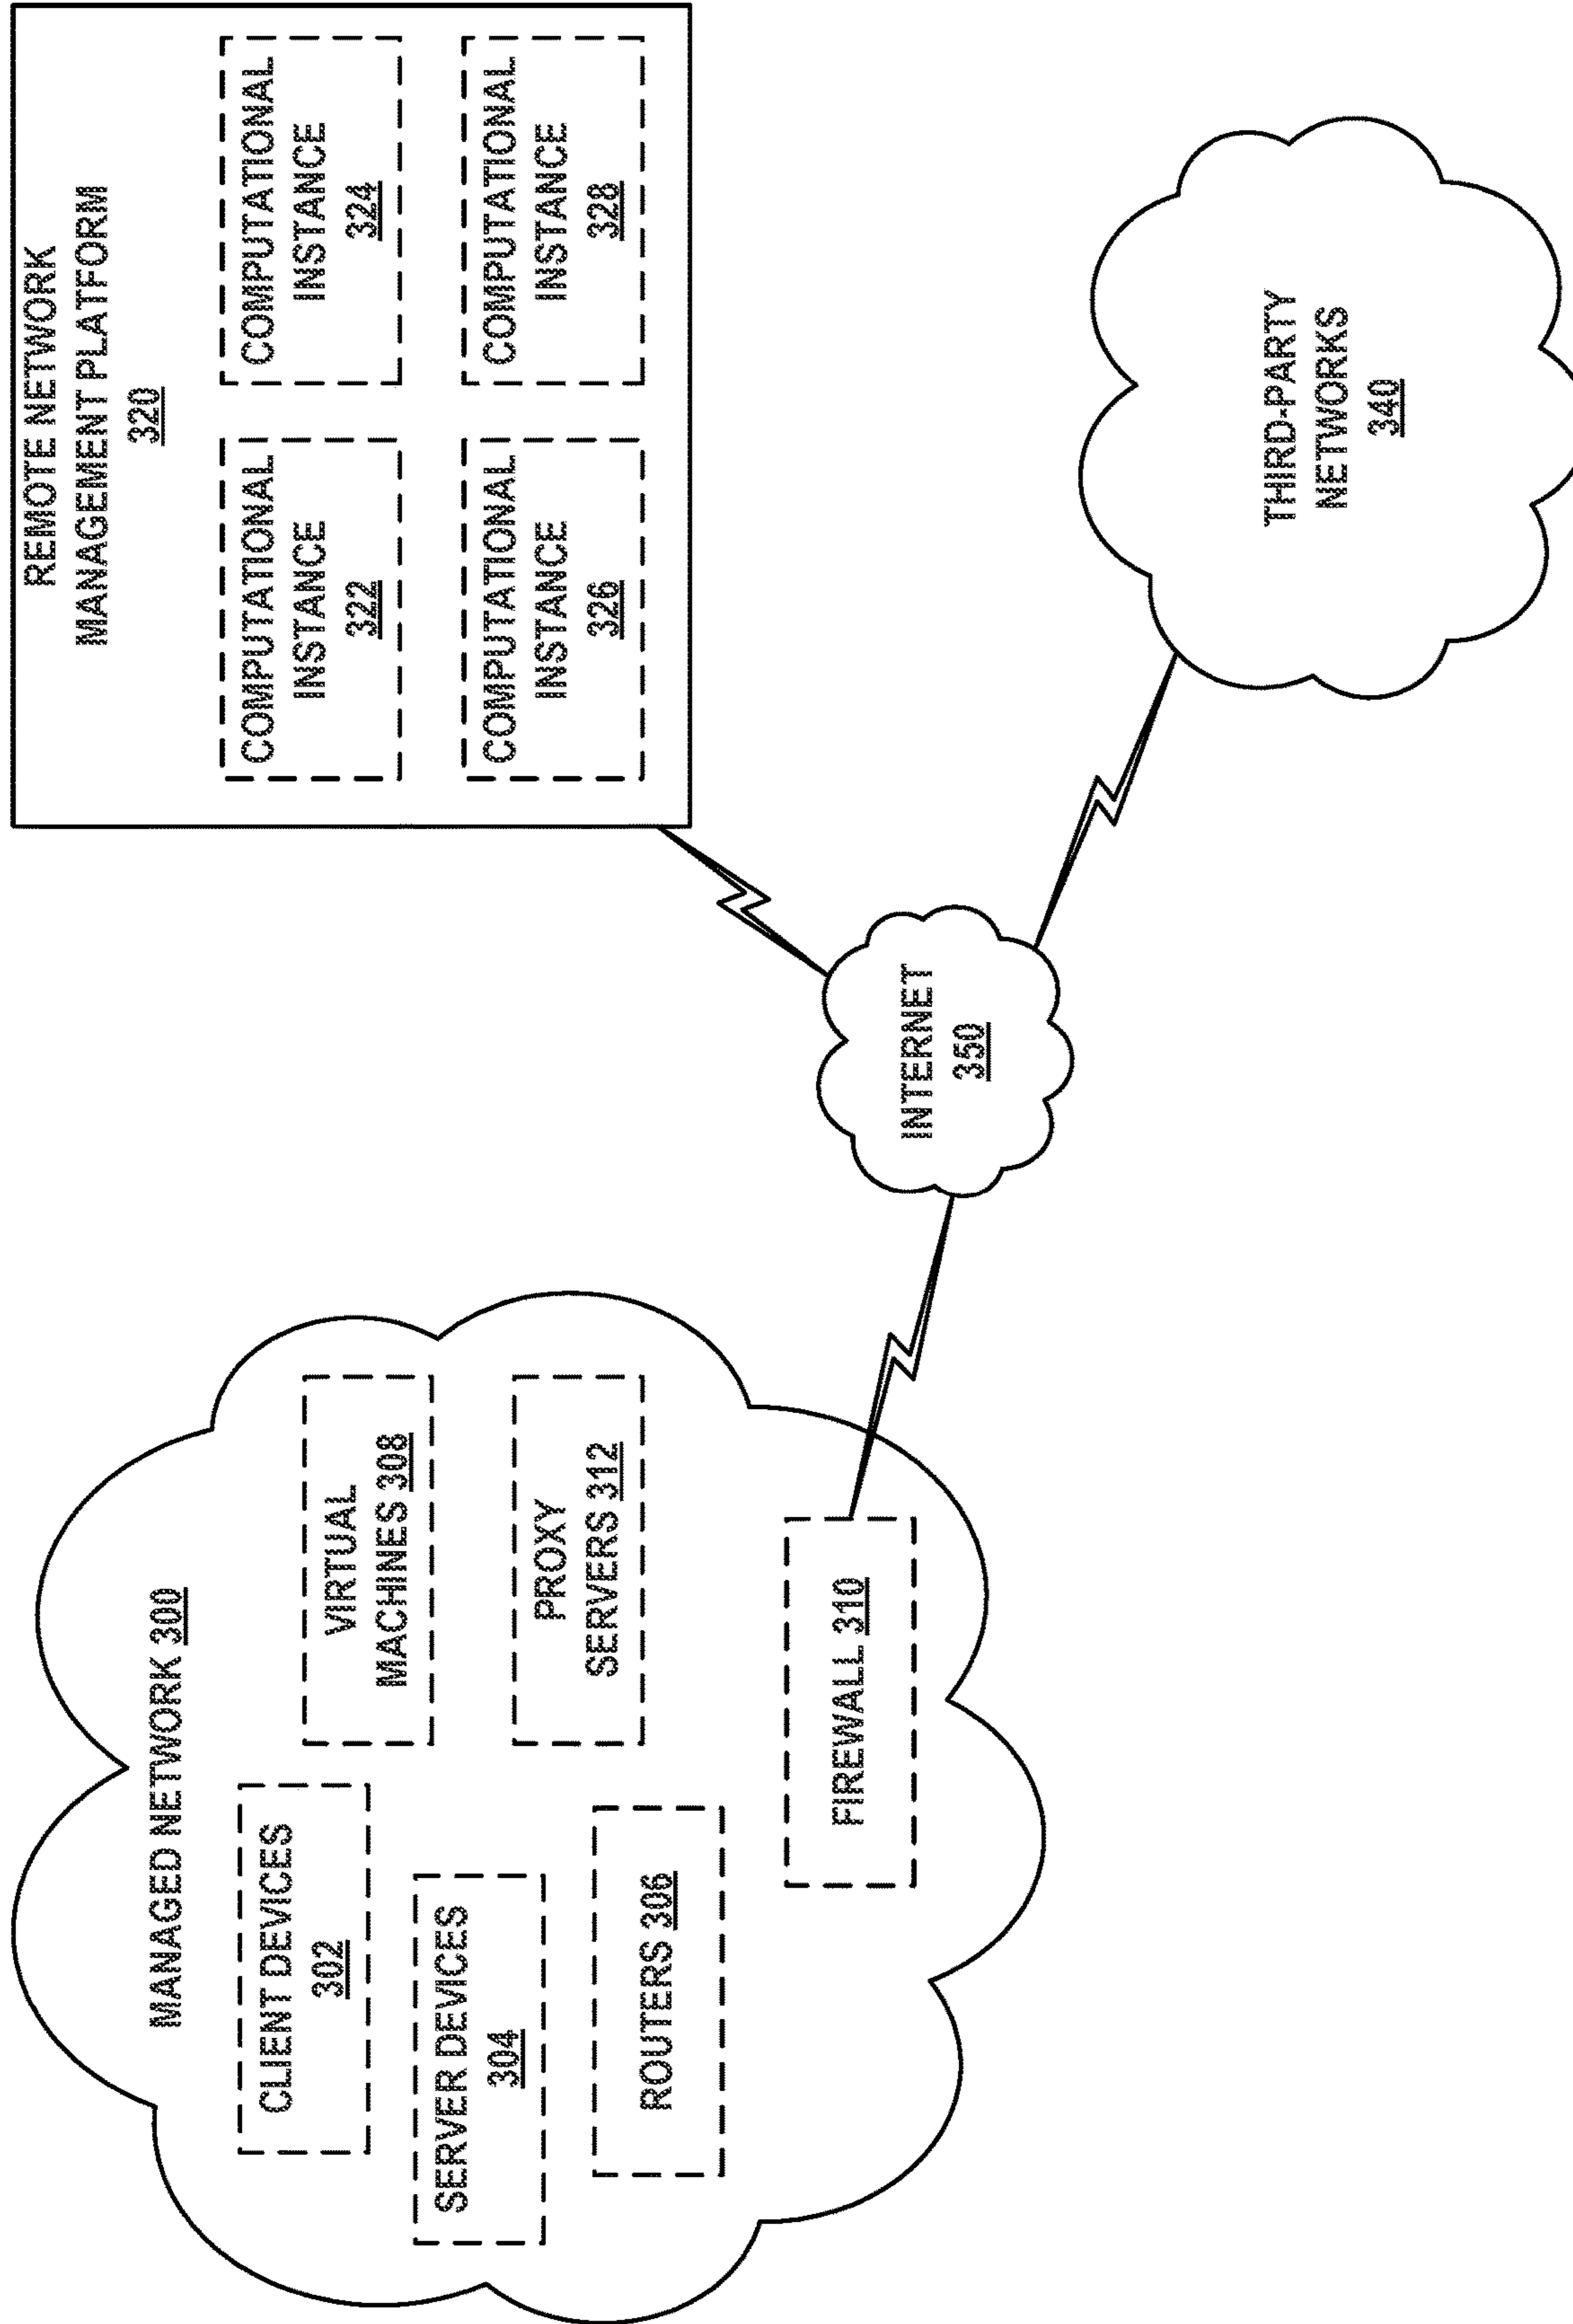 MANAGED NETWORK 300
CLIENT DEVICES
302
VIRTUAL
MACHINES 308
SERVER DEVICES
304
PROXY
SERVERS 312
ROUTERS 306
FIREWALL 310
INTERNET
350
REMOTE NETWORK
MANAGEMENT PLATFORM
320
COMPUTATIONAL
INSTANCE
322
COMPUTATIONAL
INSTANCE
324
COMPUTATIONAL
INSTANCE
326
COMPUTATIONAL
INSTANCE
328
THIRD-PARTY
NETWORKS
340